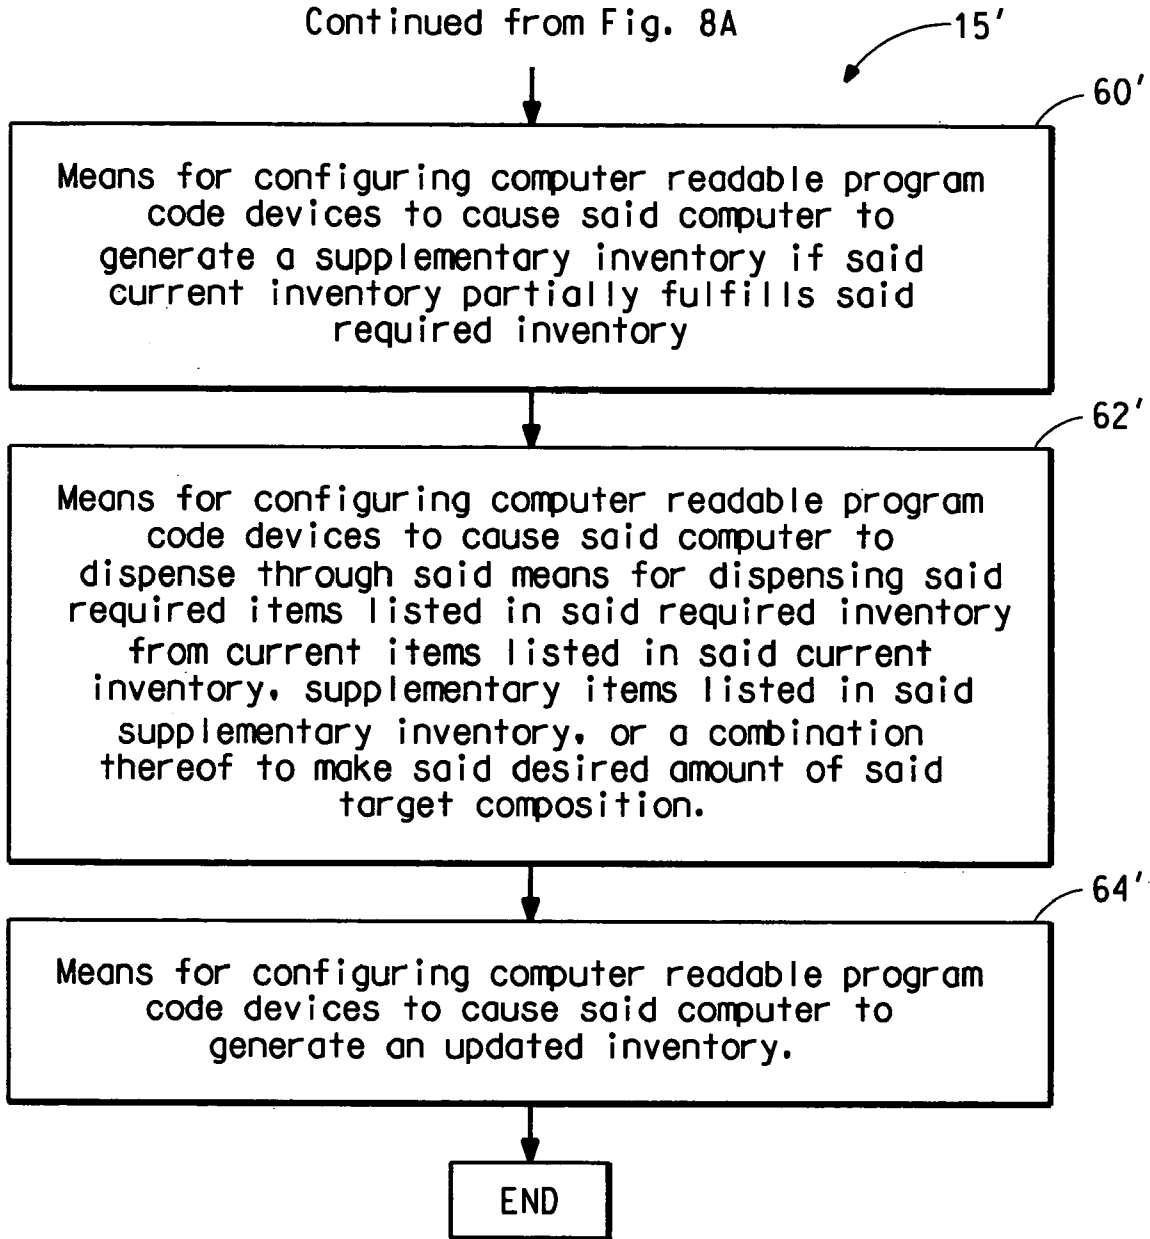 Continued from Fig. 8A
15'
60'
Means for configuring computer readable program
code devices to cause said computer to
generate a supplementary inventory if said
current inventory partially fulfills said
required inventory
62'
Means for configuring computer readable program
code devices to cause said computer to
dispense through said means for dispensing said
required items listed in said required inventory
from current items listed in said current
inventory, supplementary items listed in said
supplementary inventory, or a combination
thereof to make said desired amount of said
target composition.
64'
Means for configuring computer readable program
code devices to cause said computer to
generate an updated inventory.
END